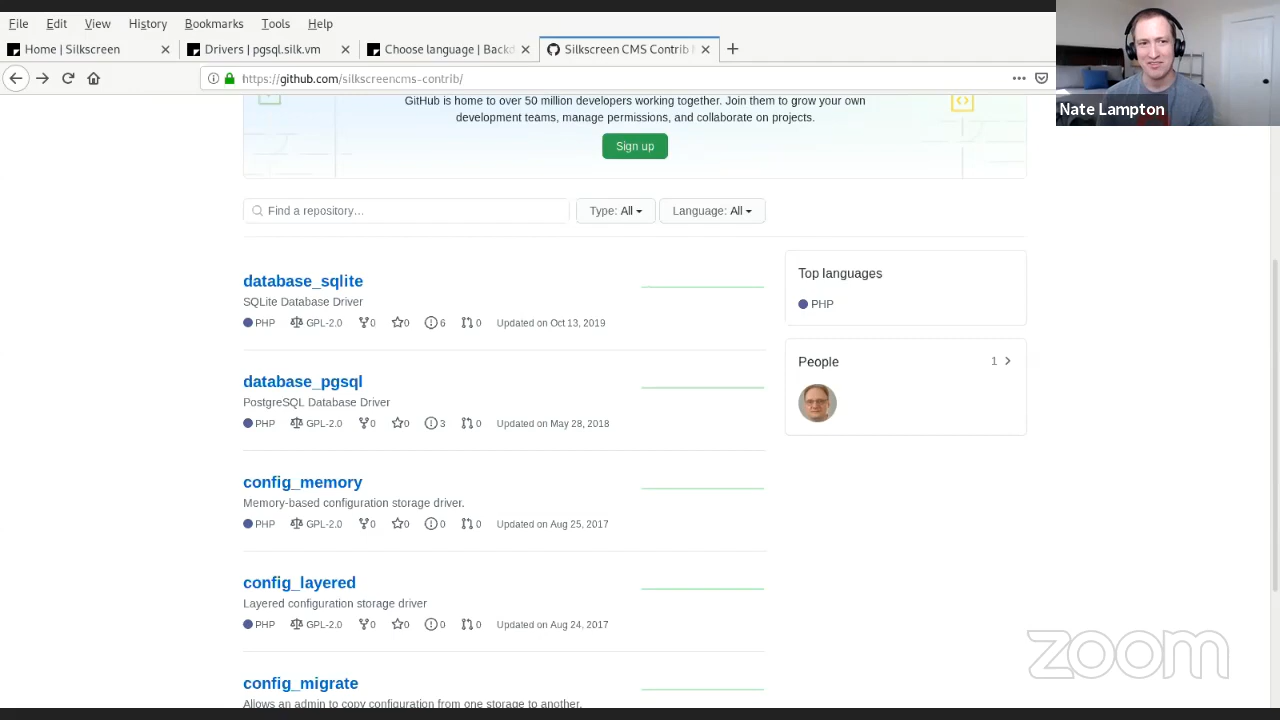 File Edit View History Bookmarks Tools Help
Home | Silkscreen Drivers | pgsql.silk.vm Choose language | Backd Silkscreen CMS Contrib
https://github.com/silkscreencms-contrib/
Nate Lampton
GitHub is home to over 50 million developers working together. Join them to grow your own
development teams, manage permissions, and collaborate on projects.
Sign up
Find a repository…
Type: All
Language: All
database_sqlite
SQLite Database Driver
PHP GPL-2.0 0 0 6 0 Updated on Oct 13, 2019
database_pgsql
PostgreSQL Database Driver
PHP GPL-2.0 0 0 3 0 Updated on May 28, 2018
config_memory
Memory-based configuration storage driver.
PHP GPL-2.0 0 0 0 0 Updated on Aug 25, 2017
config_layered
Layered configuration storage driver
PHP GPL-2.0 0 0 0 0 Updated on Aug 24, 2017
config_migrate
Allows an admin to copy configuration from one storage to another.
Top languages
PHP
People 1
zoom